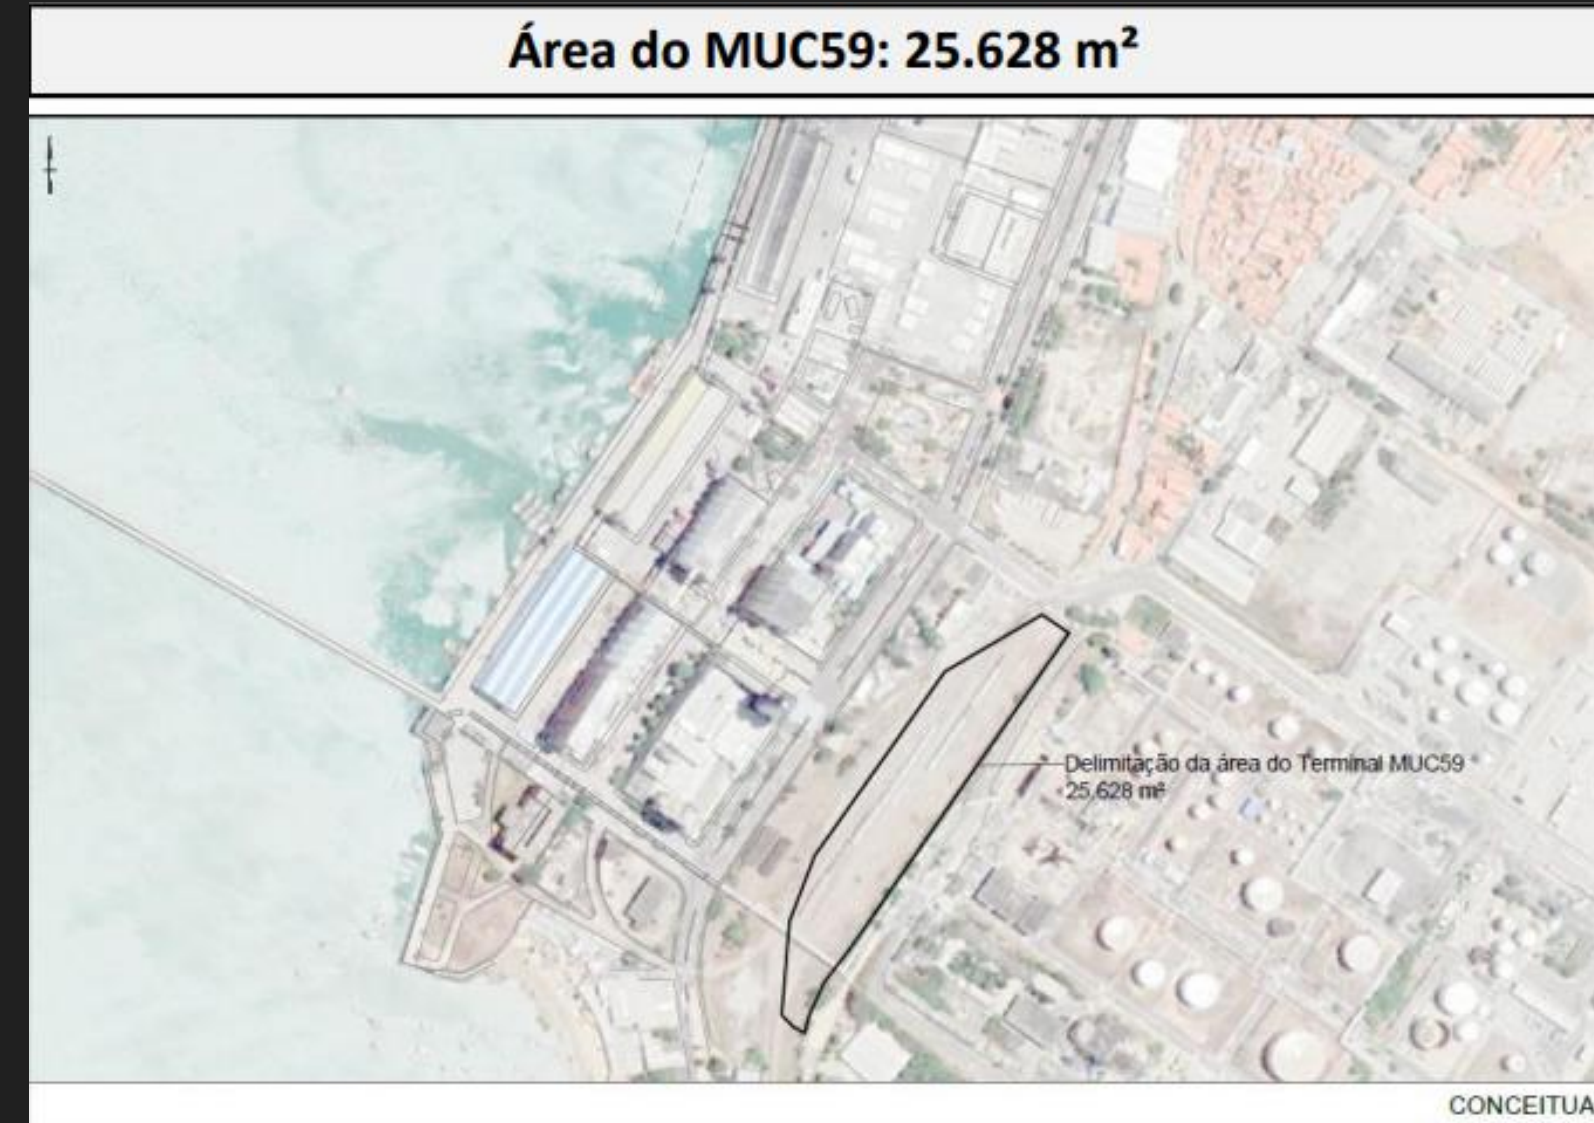 Área do MUC59: 25.628 m²
Delimitação da área do Terminal MUC59
25.628 m²
CONCEITUA